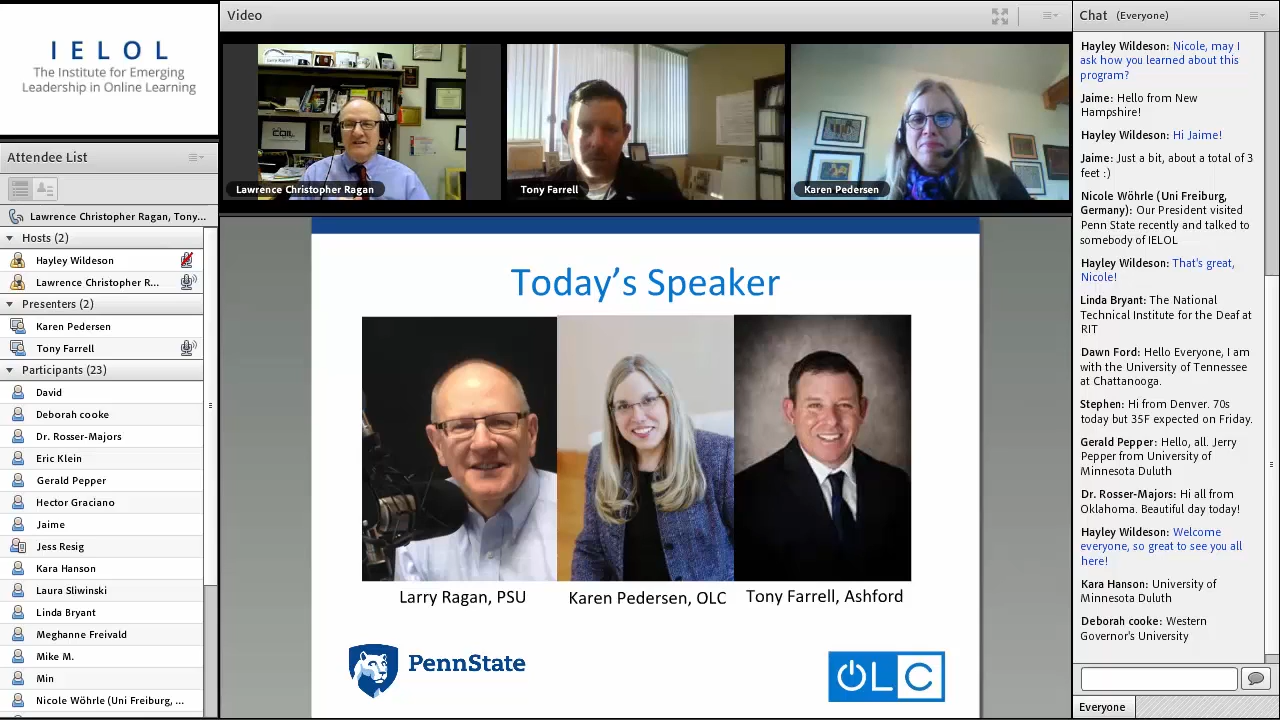 I E L O L
The Institute for Emerging
Leadership in Online Learning
Attendee List
Lawrence Christopher Ragan, Tony...
Hosts (2)
Hayley Wildeson
Lawrence Christopher R...
Presenters (2)
Karen Pedersen
Tony Farrell
Participants (23)
David
Deborah cooke
Dr. Rosser-Majors
Eric Klein
Gerald Pepper
Hector Graciano
Jaime
Jess Resig
Kara Hanson
Laura Sliwinski
Linda Bryant
Meghanne Freivald
Mike M.
Min
Nicole Wöhrle (Uni Freiburg, ...
Video
Lawrence Christopher Ragan
Tony Farrell
Karen Pedersen
Today's Speaker
Larry Ragan, PSU
Karen Pedersen, OLC
Tony Farrell, Ashford
PennState
OLC
Chat (Everyone)
Hayley Wildeson: Nicole, may I
ask how you learned about this
program?
Jaime: Hello from New
Hampshire!
Hayley Wildeson: Hi Jaime!
Jaime: Just a bit, about a total of 3
feet :)
Nicole Wöhrle (Uni Freiburg,
Germany): Our President visited
Penn State recently and talked to
somebody of IELOL
Hayley Wildeson: That's great,
Nicole!
Linda Bryant: The National
Technical Institute for the Deaf at
RIT
Dawn Ford: Hello Everyone, I am
with the University of Tennessee
at Chattanooga.
Stephen: Hi from Denver. 70s
today but 35F expected on Friday.
Gerald Pepper: Hello, all. Jerry
Pepper from University of
Minnesota Duluth
Dr. Rosser-Majors: Hi all from
Oklahoma. Beautiful day today!
Hayley Wildeson: Welcome
everyone, so great to see you all
here!
Kara Hanson: University of
Minnesota Duluth
Deborah cooke: Western
Governor's University
Everyone